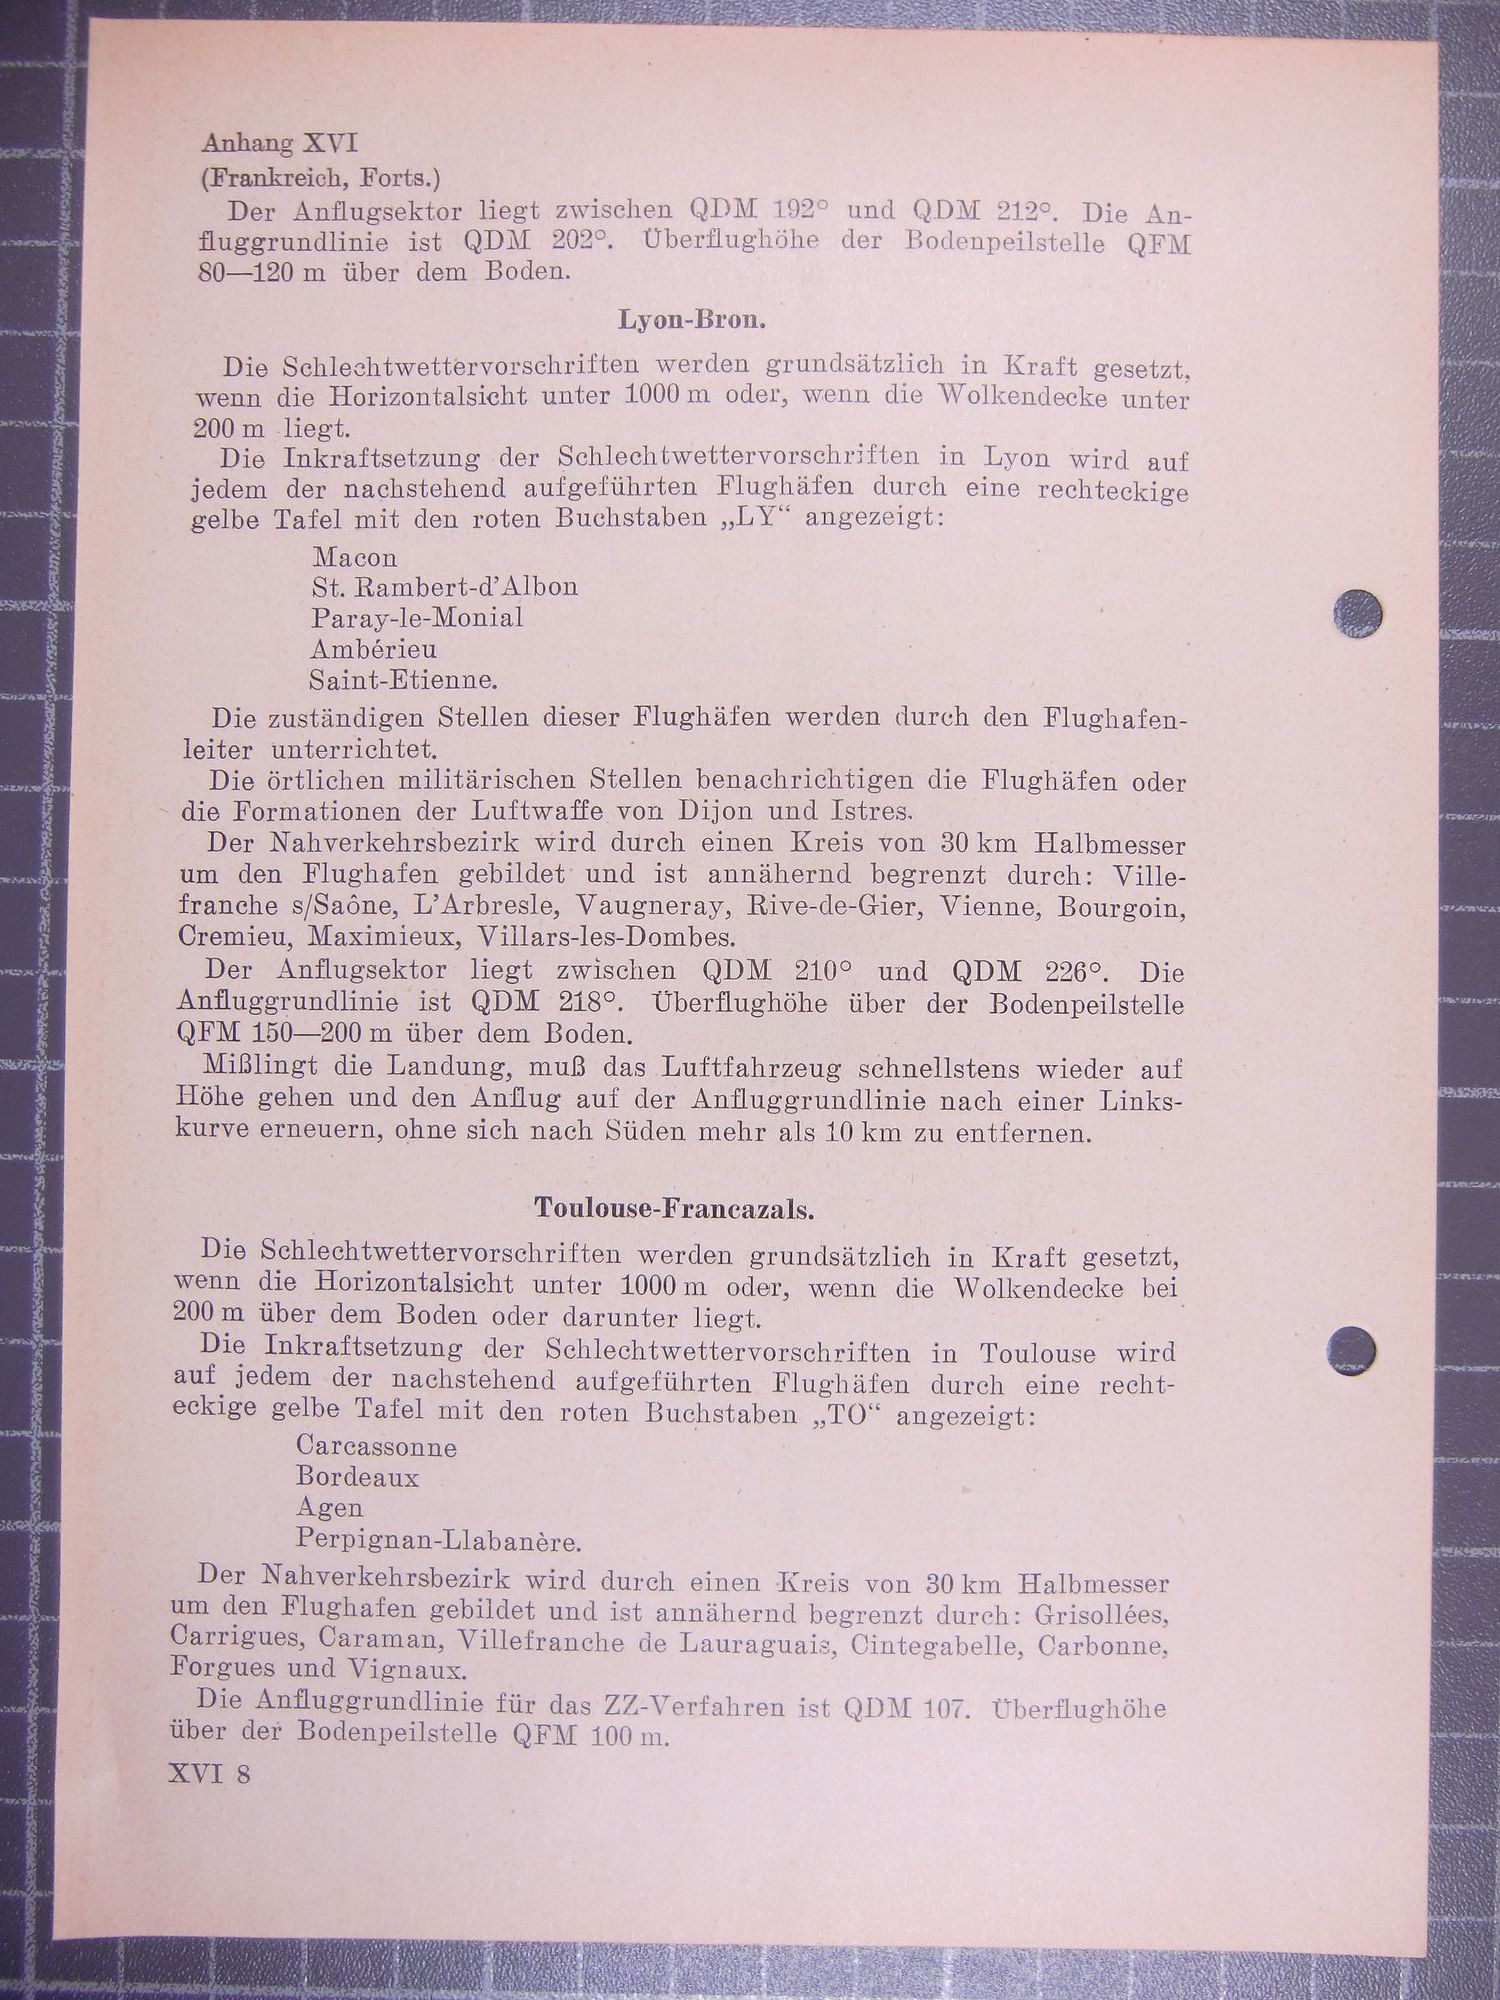 Anhang XVI
(Frankreich, Forts.)
Der Anflugsektor liegt zwischen QDM 192° und QDM 212°. Die An-
fluggrundlinie ist QDM 202°. Überflughöhe der Bodenpeilstelle QFM
80—120 m über dem Boden.
Lyon-Bron.
Die Schlechtwettervorschriften werden grundsätzlich in Kraft gesetzt,
wenn die Horizontalsicht unter 1000 m oder, wenn die Wolkendecke unter
200 m liegt.
Die Inkraftsetzung der Schlechtwettervorschriften in Lyon wird auf
jedem der nachstehend aufgeführten Flughäfen durch eine rechteckige
gelbe Tafel mit den roten Buchstaben „LY“ angezeigt:
Macon
St. Rambert-d'Albon
Paray-le-Monial
Ambérieu
Saint-Etienne.
Die zuständigen Stellen dieser Flughäfen werden durch den Flughafen-
leiter unterrichtet.
Die örtlichen militärischen Stellen benachrichtigen die Flughäfen oder
die Formationen der Luftwaffe von Dijon und Istres.
Der Nahverkehrsbezirk wird durch einen Kreis von 30 km Halbmesser
um den Flughafen gebildet und ist annähernd begrenzt durch: Ville-
franche s/Saône, L'Arbresle, Vaugneray, Rive-de-Gier, Vienne, Bourgoin,
Cremieu, Maximieux, Villars-les-Dombes.
Der Anflugsektor liegt zwischen QDM 210° und QDM 226°. Die
Anfluggrundlinie ist QDM 218°. Überflughöhe über der Bodenpeilstelle
QFM 150—200 m über dem Boden.
Mißlingt die Landung, muß das Luftfahrzeug schnellstens wieder auf
Höhe gehen und den Anflug auf der Anfluggrundlinie nach einer Links-
kurve erneuern, ohne sich nach Süden mehr als 10 km zu entfernen.
Toulouse-Francazals.
Die Schlechtwettervorschriften werden grundsätzlich in Kraft gesetzt,
wenn die Horizontalsicht unter 1000 m oder, wenn die Wolkendecke bei
200 m über dem Boden oder darunter liegt.
Die Inkraftsetzung der Schlechtwettervorschriften in Toulouse wird
auf jedem der nachstehend aufgeführten Flughäfen durch eine recht-
eckige gelbe Tafel mit den roten Buchstaben „TO“ angezeigt:
Carcassonne
Bordeaux
Agen
Perpignan-Llabanère.
Der Nahverkehrsbezirk wird durch einen Kreis von 30 km Halbmesser
um den Flughafen gebildet und ist annähernd begrenzt durch: Grisollées,
Carrigues, Caraman, Villefranche de Lauraguais, Cintegabelle, Carbonne,
Forgues und Vignaux.
Die Anfluggrundlinie für das ZZ-Verfahren ist QDM 107. Überflughöhe
über der Bodenpeilstelle QFM 100 m.
XVI 8